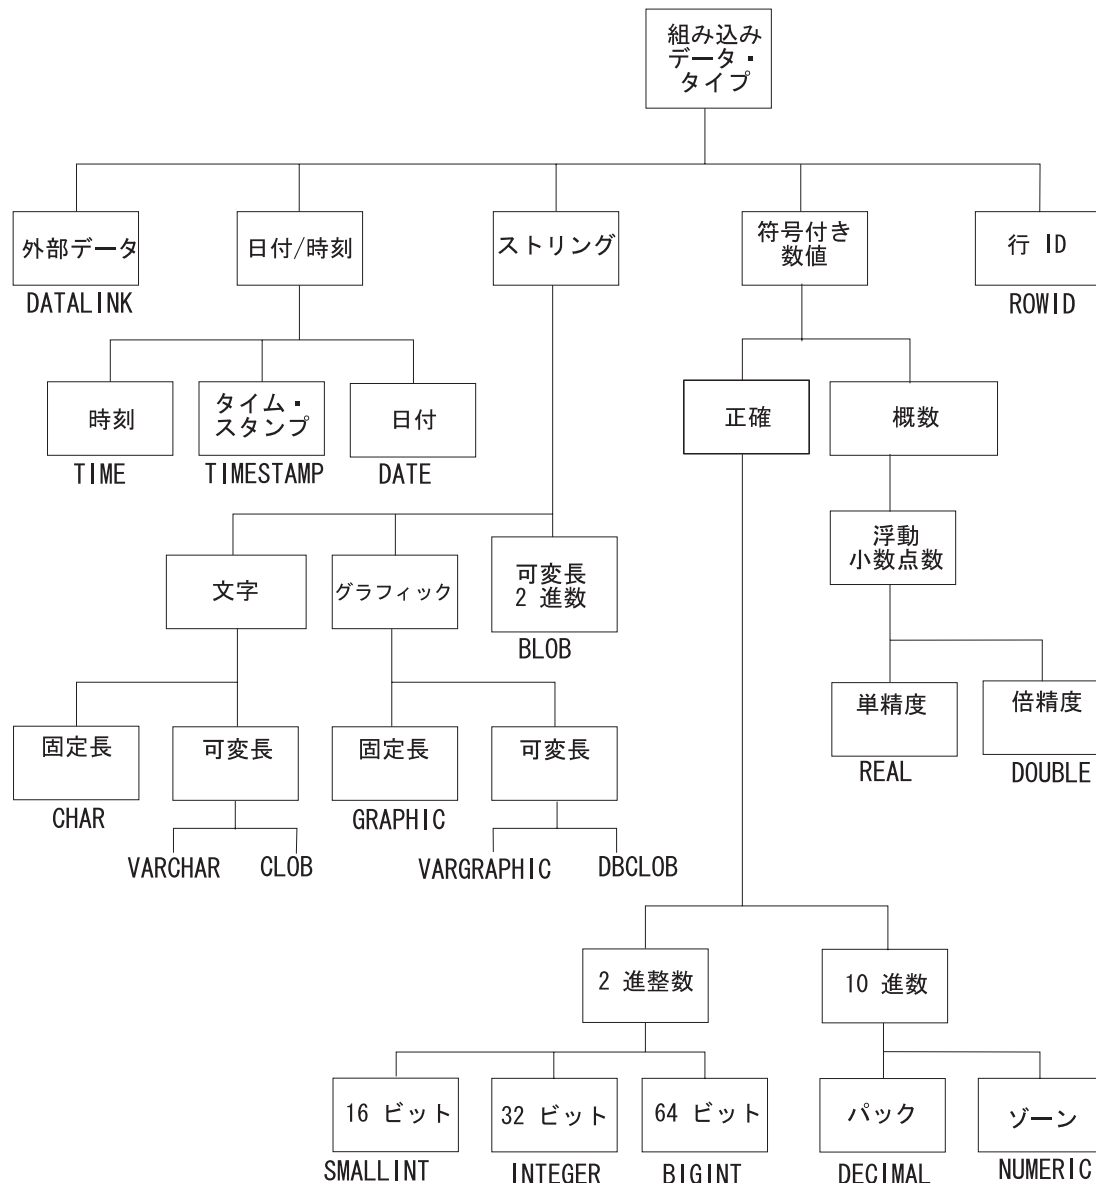 組み込み
データ・
タイプ
外部データ
DATALINK
日付/時刻
ストリング
符号付き
数値
行 ID
ROWID
時刻
TIME
タイム・
スタンプ
TIMESTAMP
日付
DATE
正確
概数
浮動
小数点数
文字
グラフィック
可変長
2 進数
BLOB
単精度
REAL
倍精度
DOUBLE
固定長
CHAR
可変長
VARCHAR
CLOB
固定長
GRAPHIC
可変長
VARGRAPHIC
DBCLOB
2 進整数
10 進数
16 ビット
SMALLINT
32 ビット
INTEGER
64 ビット
BIGINT
パック
DECIMAL
ゾーン
NUMERIC